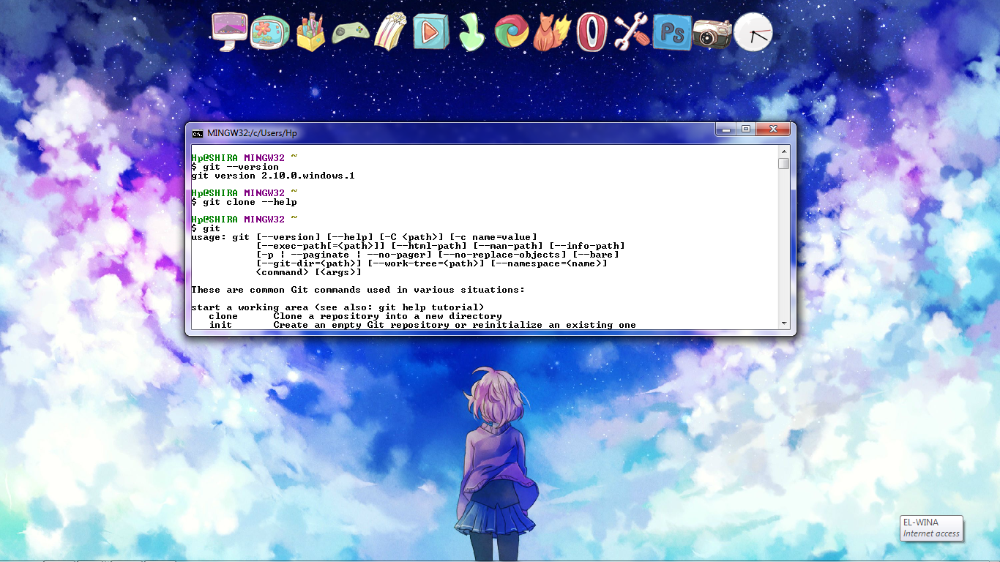 Ps
MINGW32:/c/Users/Hp
Hp@SHIRA MINGW32 ~
$ git --version
git version 2.10.0.windows.1
Hp@SHIRA MINGW32 ~
$ git clone --help
Hp@SHIRA MINGW32 ~
$ git
usage: git [--version] [--help] [-C <path>] [-c name=value]
[--exec-path[=<path>]] [--html-path] [--man-path] [--info-path]
[-p ¦ --paginate ¦ --no-pager] [--no-replace-objects] [--bare]
[--git-dir=<path>] [--work-tree=<path>] [--namespace=<name>]
<command> [<args>]
These are common Git commands used in various situations:
start a working area (see also: git help tutorial)
clone Clone a repository into a new directory
init Create an empty Git repository or reinitialize an existing one
EL-WINA
Internet access